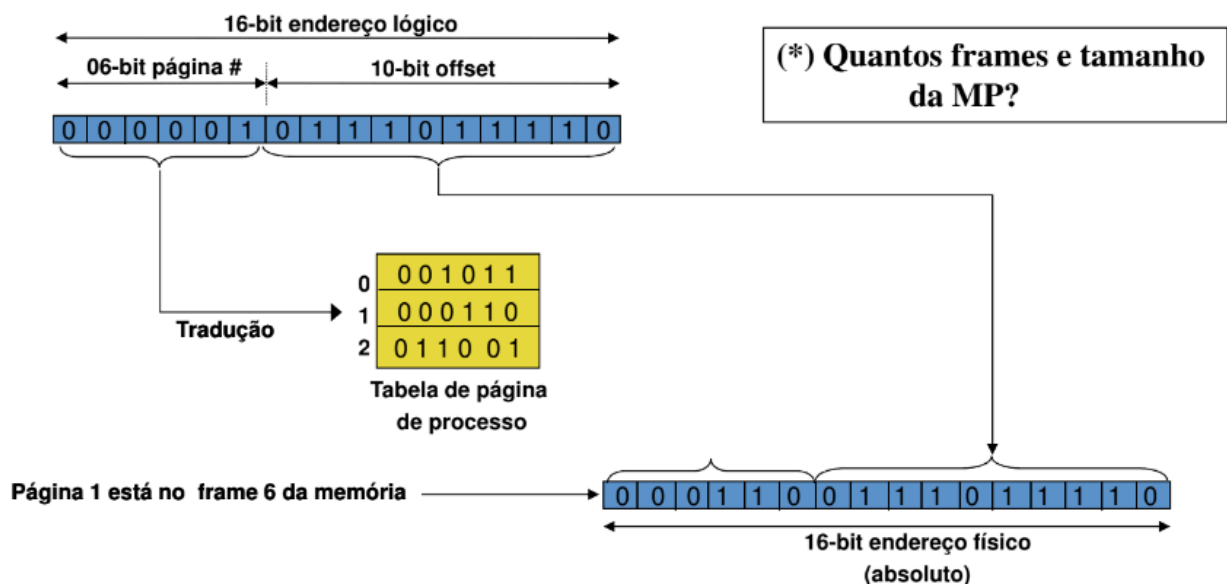 16-bit endereço lógico
06-bit página #
10-bit offset
0 0 0 0 0 1 0 1 1 1 0 1 1 1 1 0
(*) Quantos frames e tamanho
da MP?
0 0 1 0 1 1
0
0 0 0 1 1 0
1
0 1 1 0 0 1
2
Tradução
Tabela de página
de processo
Página 1 está no frame 6 da memória
0 0 0 1 1 0 0 1 1 1 0 1 1 1 1 0
16-bit endereço físico
(absoluto)